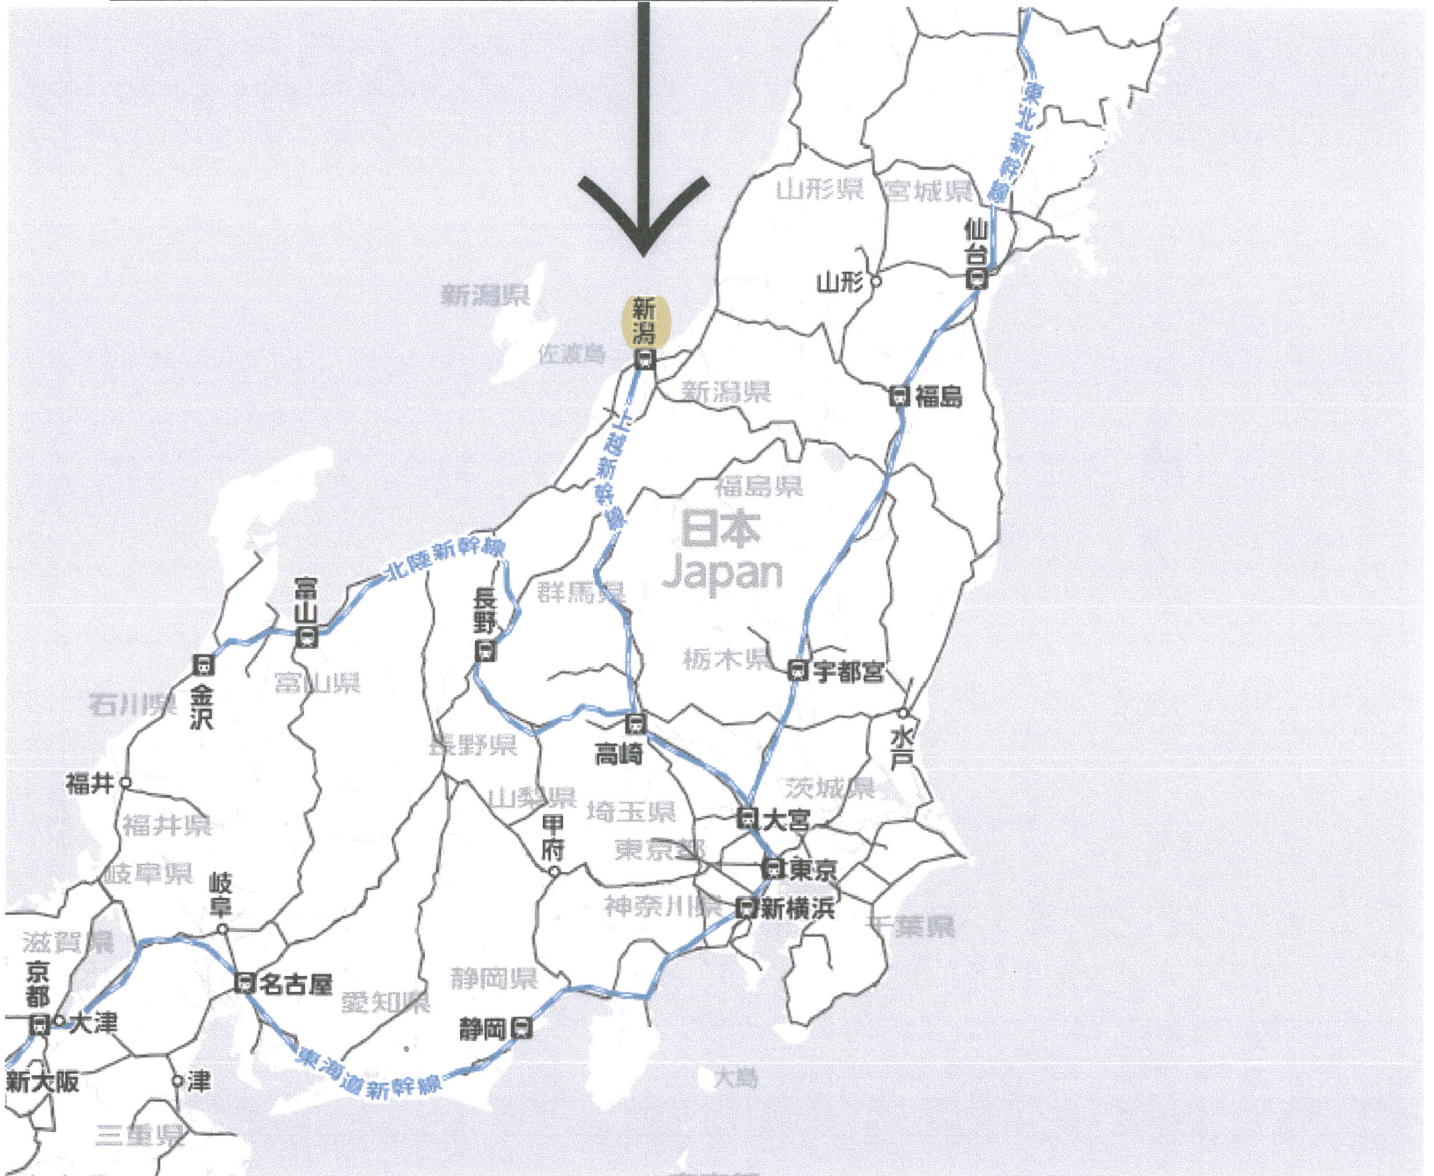 東北新幹線
山形県
宮城県
仙台
山形
新潟県
新潟
佐渡島
新潟県
福島
上越新幹線
福島県
日本
Japan
北陸新幹線
群馬県
長野
富山
栃木県
宇都宮
金沢
富山県
石川県
水戸
高崎
長野県
福井
茨城県
山梨県
埼玉県
大宮
福井県
甲府
東京都
東京
岐阜県
岐阜
神奈川県
新横浜
千葉県
滋賀県
京都
名古屋
静岡県
愛知県
大津
静岡
東海道新幹線
新大阪
津
大島
三重県